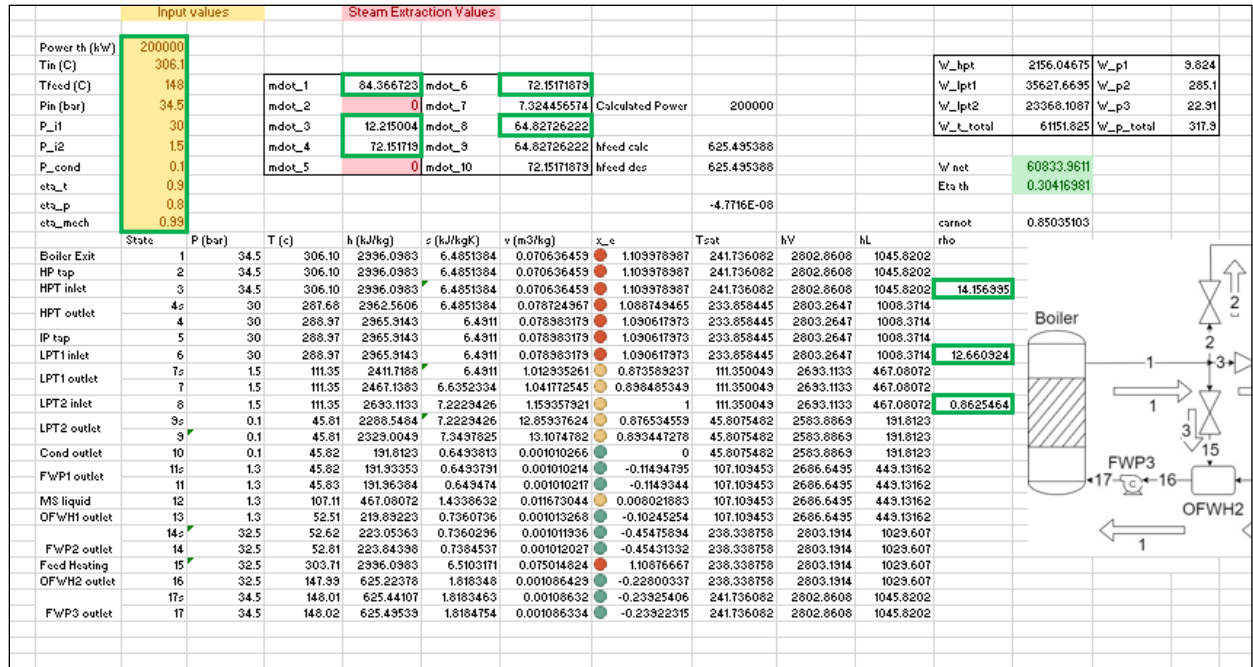 Input values Steam Extraction Values
Power th (kW) 200000
Tin (C) 306.1 W_hpt 2156.04675 W_p1 9.824
Tfeed (C) 148 mdot_1 84.366723 mdot_6 72.15171879 W_lpt1 35627.6695 W_p2 285.1
Pin (bar) 34.5 mdot_2 0 mdot_7 7.324456574 Calculated Power 200000 W_lpt2 23368.1087 W_p3 22.91
P_i1 30 mdot_3 12.215004 mdot_8 64.82726222 W_t_total 61151.825 W_p_total 317.9
P_i2 1.5 mdot_4 72.151719 mdot_9 64.82726222 hfeed calc 625.495388
P_cond 0.1 mdot_5 0 mdot_10 72.15171879 hfeed des 625.495388 W net 60833.9611
eta_t 0.9 Eta th 0.30416981
eta_p 0.8 -4.7716E-08
eta_mech 0.99 carnot 0.85035103
State P (bar) T (c) h (kJ/kg) s (kJ/kgK) v (m3/kg) x_e Tsat hV hL rho
Boiler Exit 1 34.5 306.10 2996.0983 6.4851384 0.070636459 1.109978987 241.736082 2802.8608 1045.8202
HP tap 2 34.5 306.10 2996.0983 6.4851384 0.070636459 1.109978987 241.736082 2802.8608 1045.8202
HPT inlet 3 34.5 306.10 2996.0983 6.4851384 0.070636459 1.109978987 241.736082 2802.8608 1045.8202 14.156995
HPT outlet 4s 30 287.68 2962.5606 6.4851384 0.078724967 1.088749465 233.858445 2803.2647 1008.3714
4 30 288.97 2965.9143 6.4911 0.078983179 1.090617973 233.858445 2803.2647 1008.3714
IP tap 5 30 288.97 2965.9143 6.4911 0.078983179 1.090617973 233.858445 2803.2647 1008.3714
LPT1 inlet 6 30 288.97 2965.9143 6.4911 0.078983179 1.090617973 233.858445 2803.2647 1008.3714 12.660924
LPT1 outlet 7s 1.5 111.35 2411.7188 6.4911 1.012935261 0.873589237 111.350049 2693.1133 467.08072
7 1.5 111.35 2467.1383 6.6352334 1.041772545 0.898485349 111.350049 2693.1133 467.08072
LPT2 inlet 8 1.5 111.35 2693.1133 7.2229426 1.159357921 1 111.350049 2693.1133 467.08072 0.8625464
LPT2 outlet 9s 0.1 45.81 2288.5484 7.2229426 12.85937624 0.876534559 45.8075482 2583.8869 191.8123
9 0.1 45.81 2329.0049 7.3497825 13.1074782 0.893447278 45.8075482 2583.8869 191.8123
Cond outlet 10 0.1 45.82 191.8123 0.6493813 0.001010266 0 45.8075482 2583.8869 191.8123
FWP1 outlet 11s 1.3 45.82 191.93353 0.6493791 0.001010214 -0.11494795 107.109453 2686.6495 449.13162
11 1.3 45.83 191.96384 0.649474 0.001010217 -0.1149344 107.109453 2686.6495 449.13162
MS liquid 12 1.3 107.11 467.08072 1.4338632 0.011673044 0.008021883 107.109453 2686.6495 449.13162
OFWH1 outlet 13 1.3 52.51 219.89223 0.7360736 0.001013268 -0.10245254 107.109453 2686.6495 449.13162
14s 32.5 52.62 223.05363 0.7360296 0.001011936 -0.45475894 238.338758 2803.1914 1029.607
FWP2 outlet 14 32.5 52.81 223.84398 0.7384537 0.001012027 -0.45431332 238.338758 2803.1914 1029.607
Feed Heating 15 32.5 303.71 2996.0983 6.5103171 0.075014824 1.10876667 238.338758 2803.1914 1029.607
OFWH2 outlet 16 32.5 147.99 625.22378 1.818348 0.001086429 -0.22800337 238.338758 2803.1914 1029.607
17s 34.5 148.01 625.44107 1.8183463 0.00108632 -0.23925406 241.736082 2802.8608 1045.8202
FWP3 outlet 17 34.5 148.02 625.49539 1.8184754 0.001086334 -0.23922315 241.736082 2802.8608 1045.8202
Boiler
2
2
1
3
1
3
15
FWP3
17
16
OFWH2
1